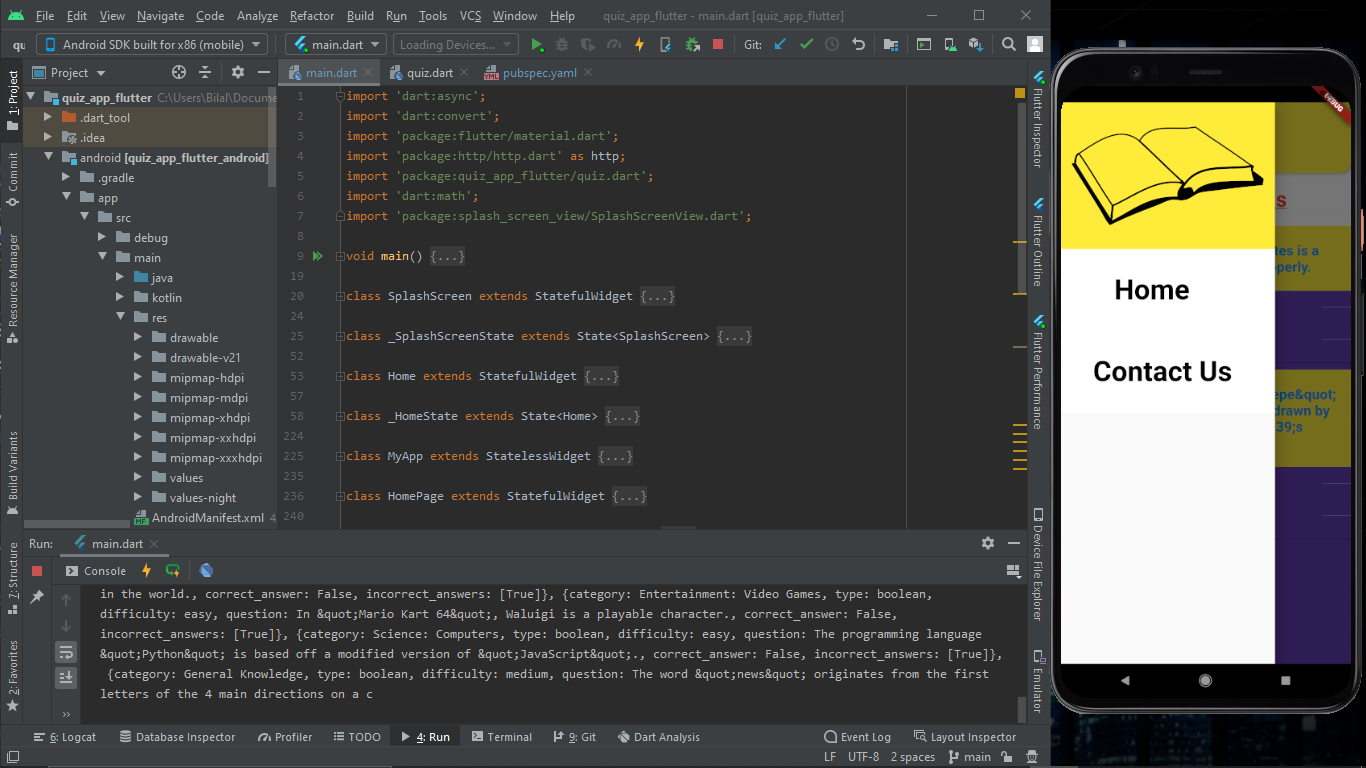 File Edit View Navigate Code Analyze Refactor Build Run Tools VCS Window Help quiz_app_flutter - main.dart [quiz_app_flutter]
qu Android SDK built for x86 (mobile) main.dart Loading Devices... Git:
Project main.dart quiz.dart pubspec.yaml
quiz_app_flutter C:\Users\Bilal\Docume
.dart_tool
.idea
android [quiz_app_flutter_android]
.gradle
app
src
debug
main
java
kotlin
res
drawable
drawable-v21
mipmap-hdpi
mipmap-mdpi
mipmap-xhdpi
mipmap-xxhdpi
mipmap-xxxhdpi
values
values-night
AndroidManifest.xml 4
1: Project
Commit
Resource Manager
Build Variants
7: Structure
2: Favorites
1 import 'dart:async';
2 import 'dart:convert';
3 import 'package:flutter/material.dart';
4 import 'package:http/http.dart' as http;
5 import 'package:quiz_app_flutter/quiz.dart';
6 import 'dart:math';
7 import 'package:splash_screen_view/SplashScreenView.dart';
8
9 void main() {...}
19
20 class SplashScreen extends StatefulWidget {...}
24
25 class _SplashScreenState extends State<SplashScreen> {...}
52
53 class Home extends StatefulWidget {...}
57
58 class _HomeState extends State<Home> {...}
224
225 class MyApp extends StatelessWidget {...}
235
236 class HomePage extends StatefulWidget {...}
240
Flutter Inspector
Flutter Outline
Flutter Performance
Device File Explorer
Emulator
Run: main.dart
Console
in the world., correct_answer: False, incorrect_answers: [True]}, {category: Entertainment: Video Games, type: boolean,
difficulty: easy, question: In &quot;Mario Kart 64&quot;, Waluigi is a playable character., correct_answer: False,
incorrect_answers: [True]}, {category: Science: Computers, type: boolean, difficulty: easy, question: The programming language
&quot;Python&quot; is based off a modified version of &quot;JavaScript&quot;., correct_answer: False, incorrect_answers: [True]},
{category: General Knowledge, type: boolean, difficulty: medium, question: The word &quot;news&quot; originates from the first
letters of the 4 main directions on a c
6: Logcat Database Inspector Profiler TODO 4: Run Terminal 9: Git Dart Analysis Event Log Layout Inspector
LF UTF-8 2 spaces main
DEBUG
s
tes is a
operly.
Home
Contact Us
epe&quot;
drawn by
39;s